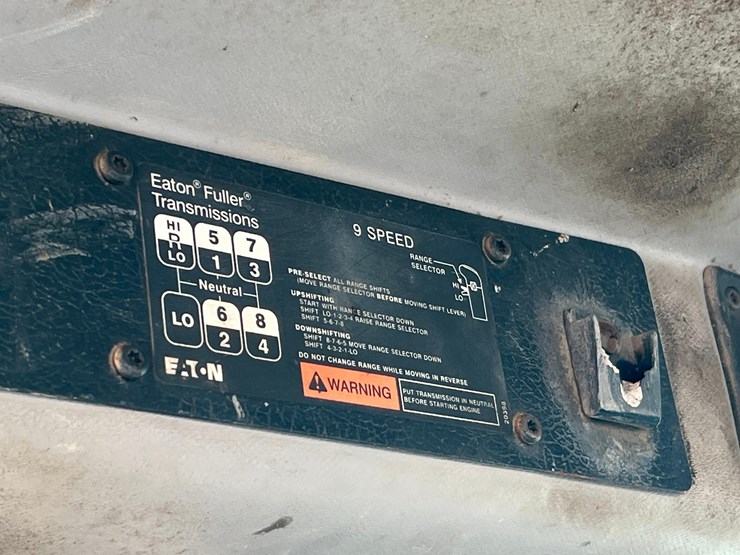 Eaton® Fuller®
Transmissions
9 SPEED
HI
R
LO
5
1
7
3
Neutral
LO
6
2
8
4
RANGE
SELECTOR
HI
LO
PRE-SELECT ALL RANGE SHIFTS
(MOVE RANGE SELECTOR BEFORE MOVING SHIFT LEVER)
UPSHIFTING
START WITH RANGE SELECTOR DOWN
SHIFT LO-1-2-3-4 RAISE RANGE SELECTOR
SHIFT 5-6-7-8
DOWNSHIFTING
SHIFT 8-7-6-5 MOVE RANGE SELECTOR DOWN
SHIFT 4-3-2-1-LO
DO NOT CHANGE RANGE WHILE MOVING IN REVERSE
WARNING
PUT TRANSMISSION IN NEUTRAL
BEFORE STARTING ENGINE
EATON